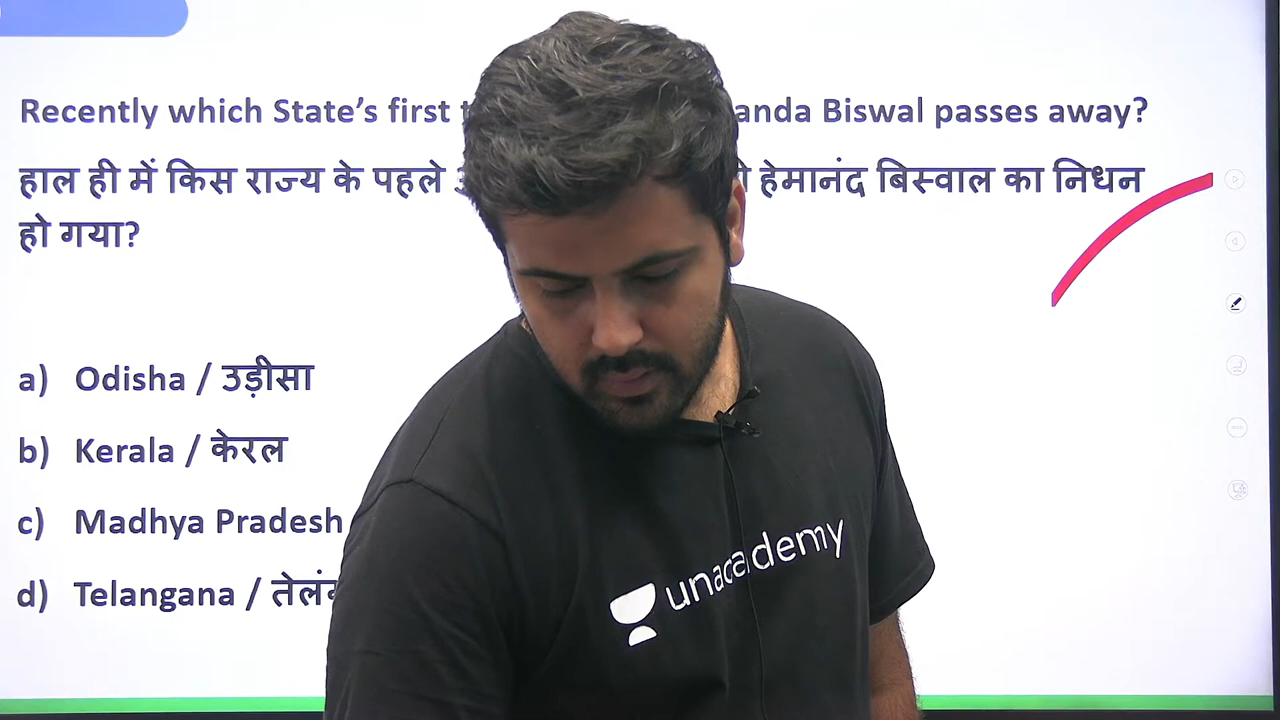 Recently which State’s first anda Biswal passes away?
हाल ही में किस राज्य के पहले हेमानंद बिस्वाल का निधन
हो गया?
a) Odisha / उड़ीसा
b) Kerala / केरल
c) Madhya Pradesh
d) Telangana /
unacademy